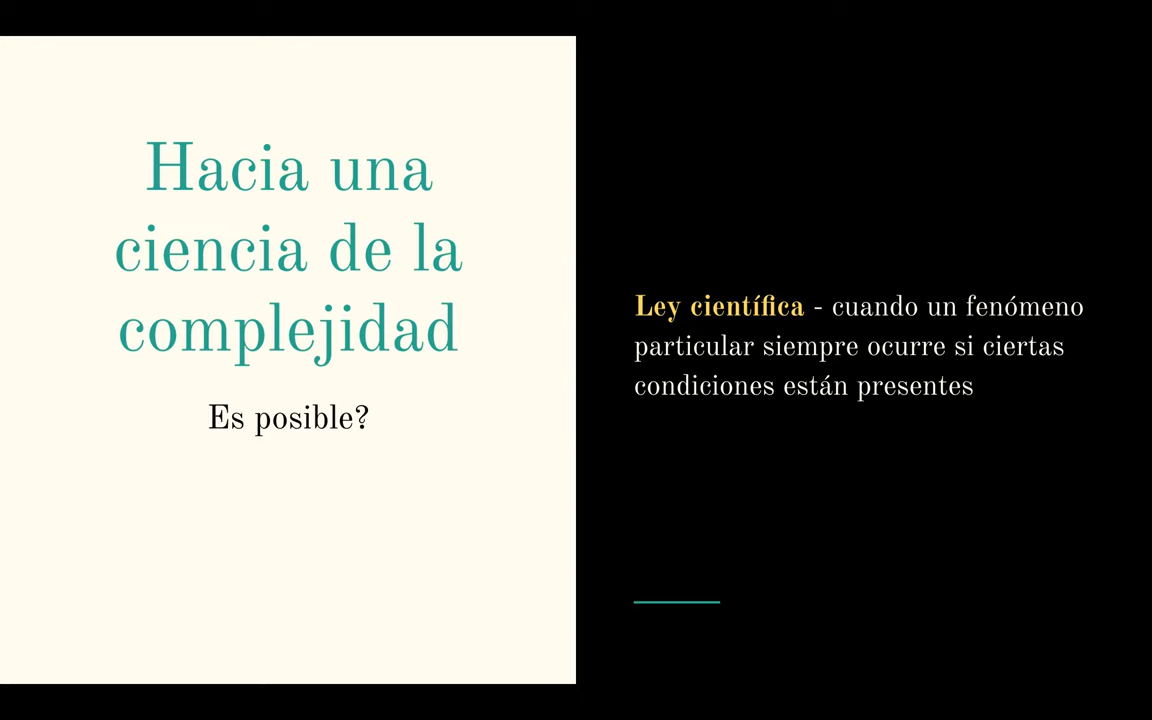 Hacia una
ciencia de la
complejidad
Es posible?
Ley científica - cuando un fenómeno
particular siempre ocurre si ciertas
condiciones están presentes